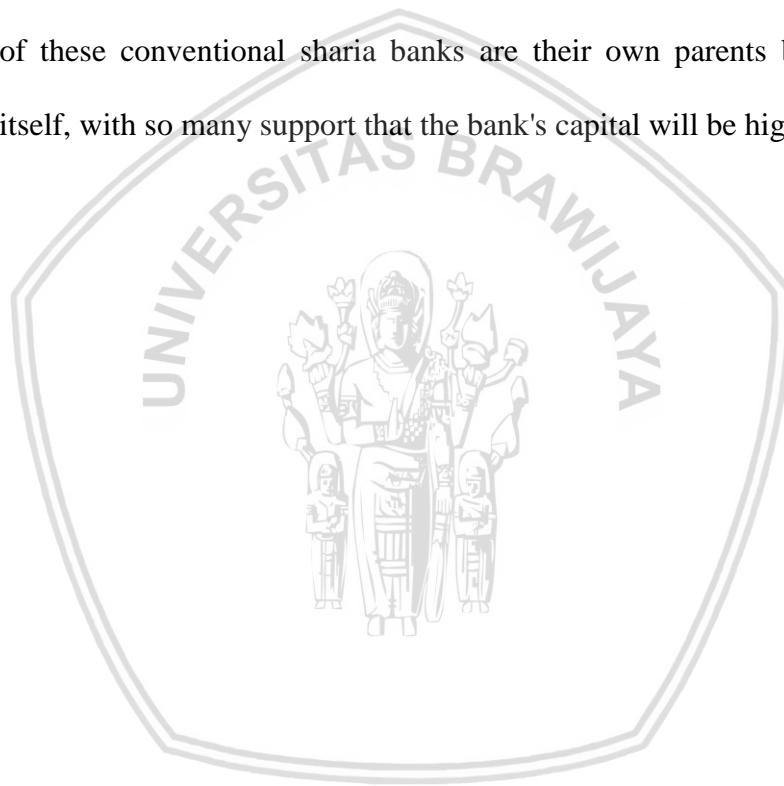 of these conventional sharia banks are their own parents
itself, with so many support that the bank's capital will be
UNIVERSITAS BRAWIJAYA